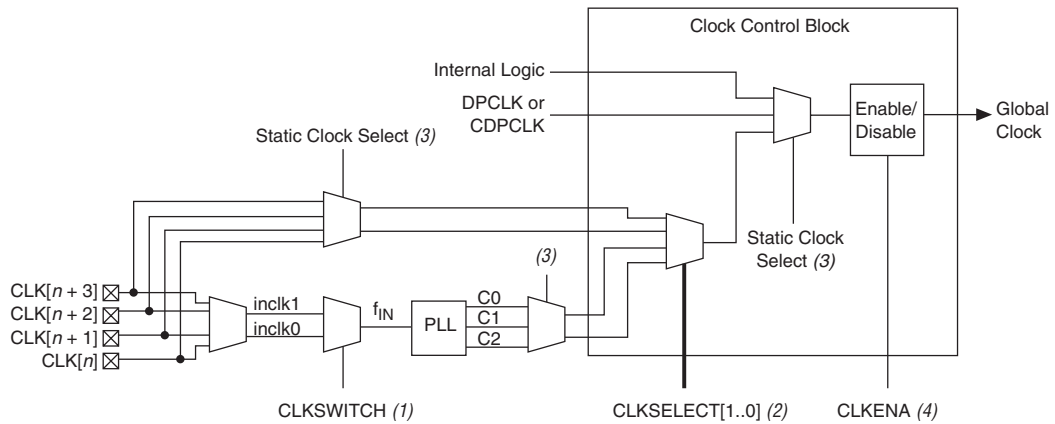 Clock Control Block
Internal Logic
DPCLK or
CDPCLK
Enable/
Disable
Global
Clock
Static Clock Select (3)
Static Clock
Select (3)
(3)
CLK[n + 3]
CLK[n + 2]
CLK[n + 1]
CLK[n]
inclk1
inclk0
fIN
PLL
C0
C1
C2
CLKSWITCH (1)
CLKSELECT[1..0] (2)
CLKENA (4)